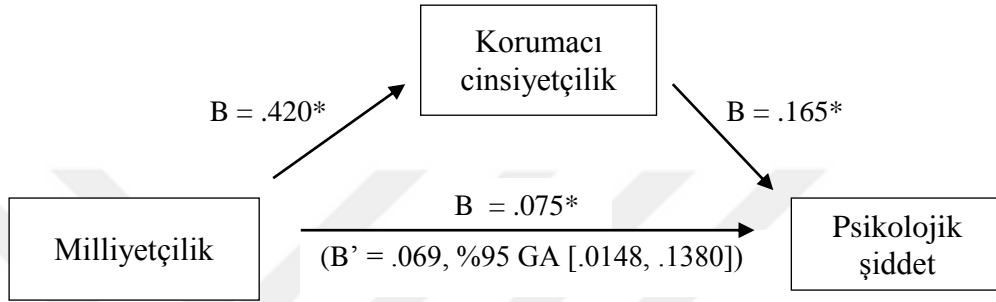 Korumacı
cinsiyetçilik
B = .420*
B = .165*
Milliyetçilik
B = .075*
(B’ = .069, %95 GA [.0148, .1380])
Psikolojik
şiddet